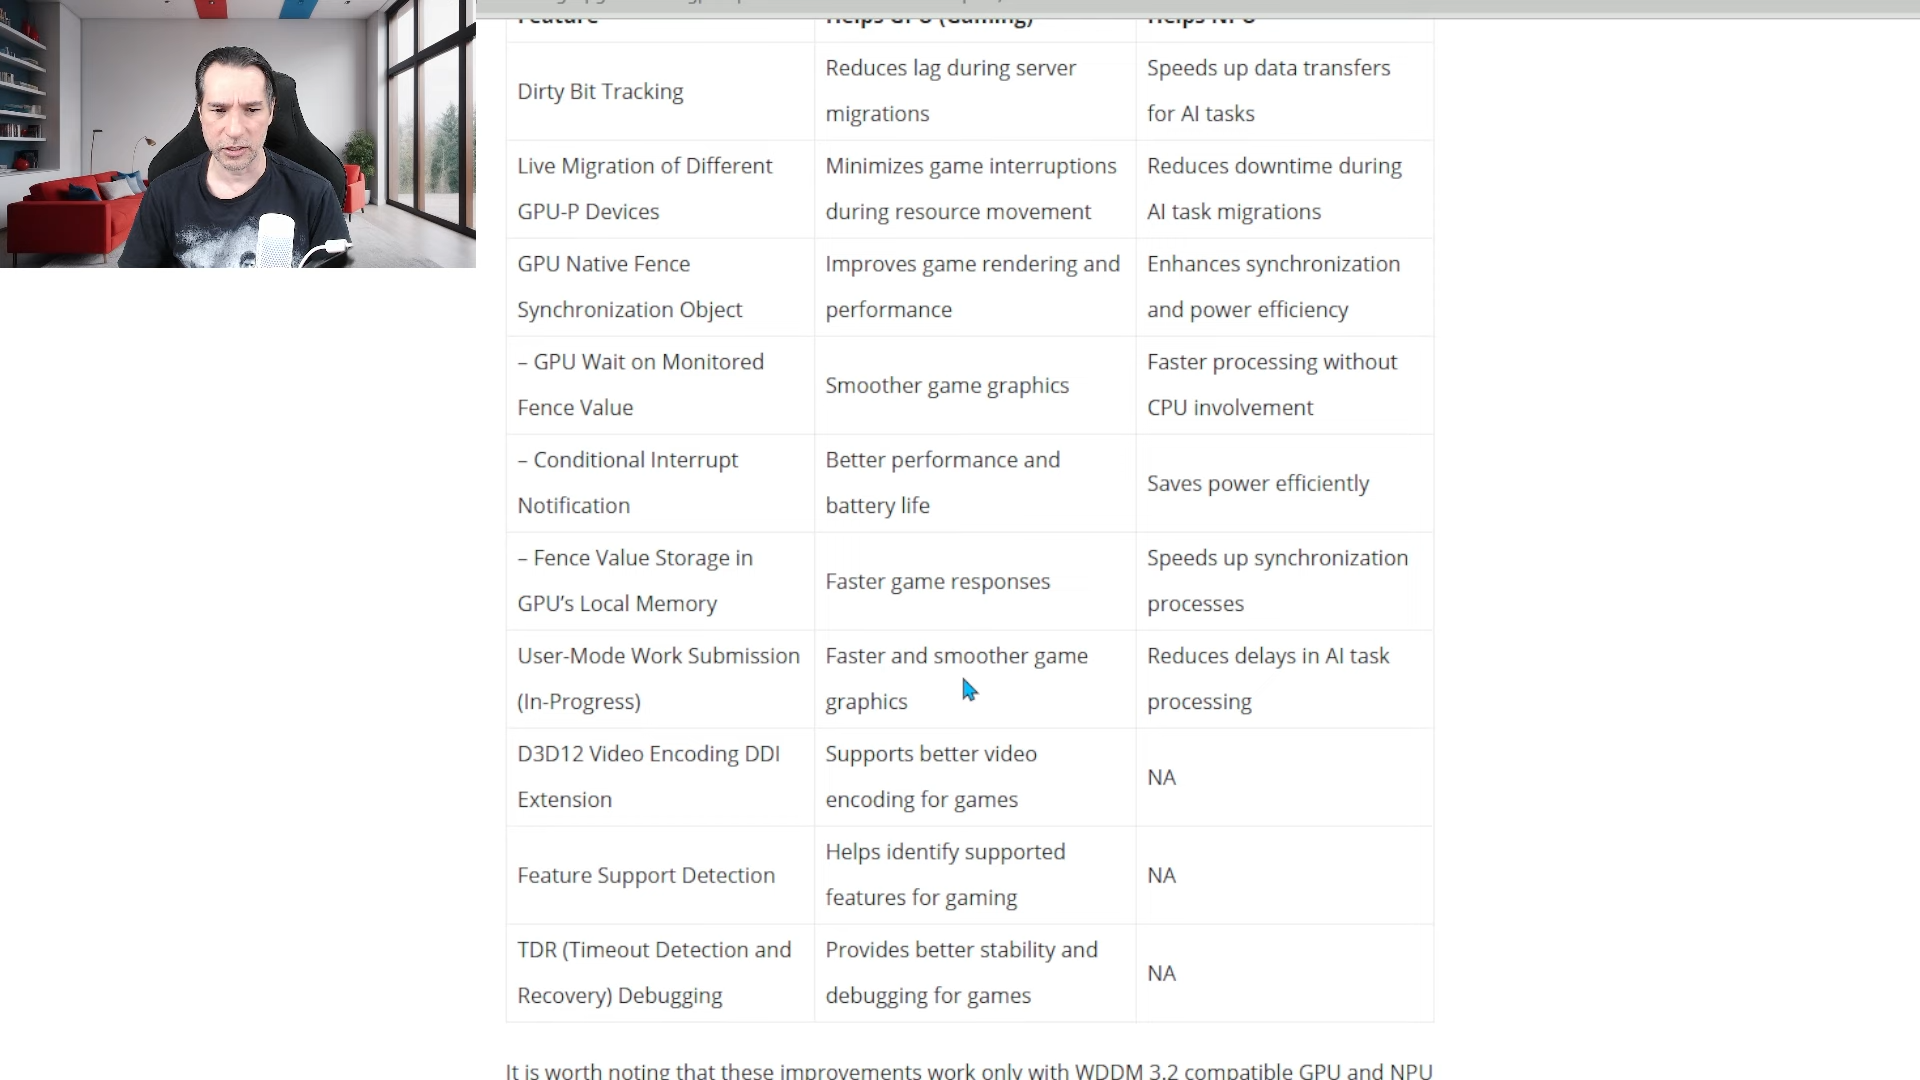 Feature
Helps GPU (Gaming)
Helps NPU
Dirty Bit Tracking
Reduces lag during server
migrations
Speeds up data transfers
for AI tasks
Live Migration of Different
GPU-P Devices
Minimizes game interruptions
during resource movement
Reduces downtime during
AI task migrations
GPU Native Fence
Synchronization Object
Improves game rendering and
performance
Enhances synchronization
and power efficiency
– GPU Wait on Monitored
Fence Value
Smoother game graphics
Faster processing without
CPU involvement
– Conditional Interrupt
Notification
Better performance and
battery life
Saves power efficiently
– Fence Value Storage in
GPU’s Local Memory
Faster game responses
Speeds up synchronization
processes
User-Mode Work Submission
(In-Progress)
Faster and smoother game
graphics
Reduces delays in AI task
processing
D3D12 Video Encoding DDI
Extension
Supports better video
encoding for games
NA
Feature Support Detection
Helps identify supported
features for gaming
NA
TDR (Timeout Detection and
Recovery) Debugging
Provides better stability and
debugging for games
NA
It is worth noting that these improvements work only with WDDM 3.2 compatible GPU and NPU